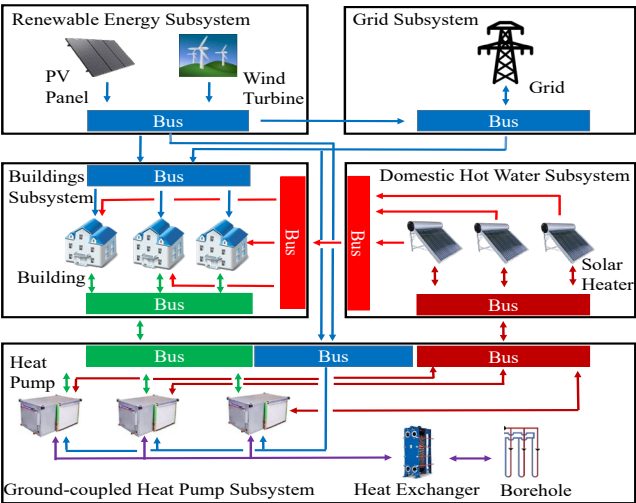 Renewable Energy Subsystem
PV
Panel
Wind
Turbine
Bus
Grid Subsystem
Grid
Bus
Buildings
Subsystem
Bus
Building
Bus
Bus
Domestic Hot Water Subsystem
Bus
Solar
Heater
Bus
Heat
Pump
Bus
Bus
Bus
Ground-coupled Heat Pump Subsystem
Heat Exchanger
Borehole